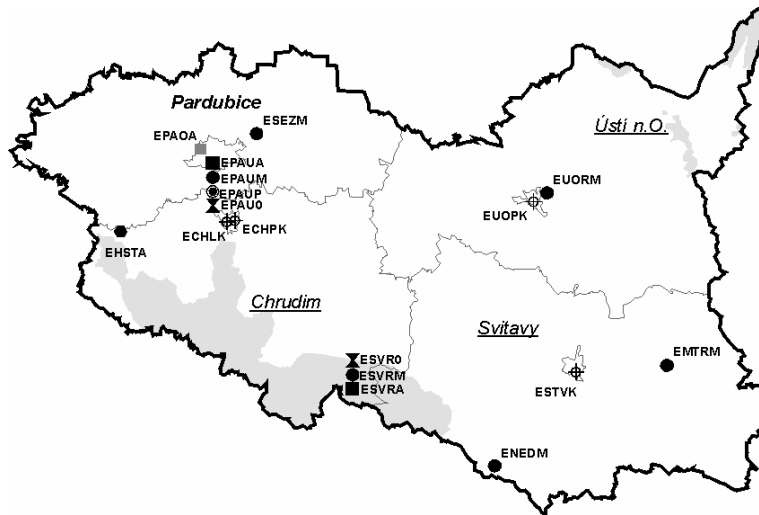 Pardubice
ESEZM
Ústí n.O.
EPAOA
EPAUA
EPAUM
EPAUP
EPAU0
EUORM
EUOPK
ECHLK
ECHPK
EHSTA
Chrudim
Svitavy
ESVR0
ESVRM
ESVRA
EMTRM
ESTVK
ENEDM